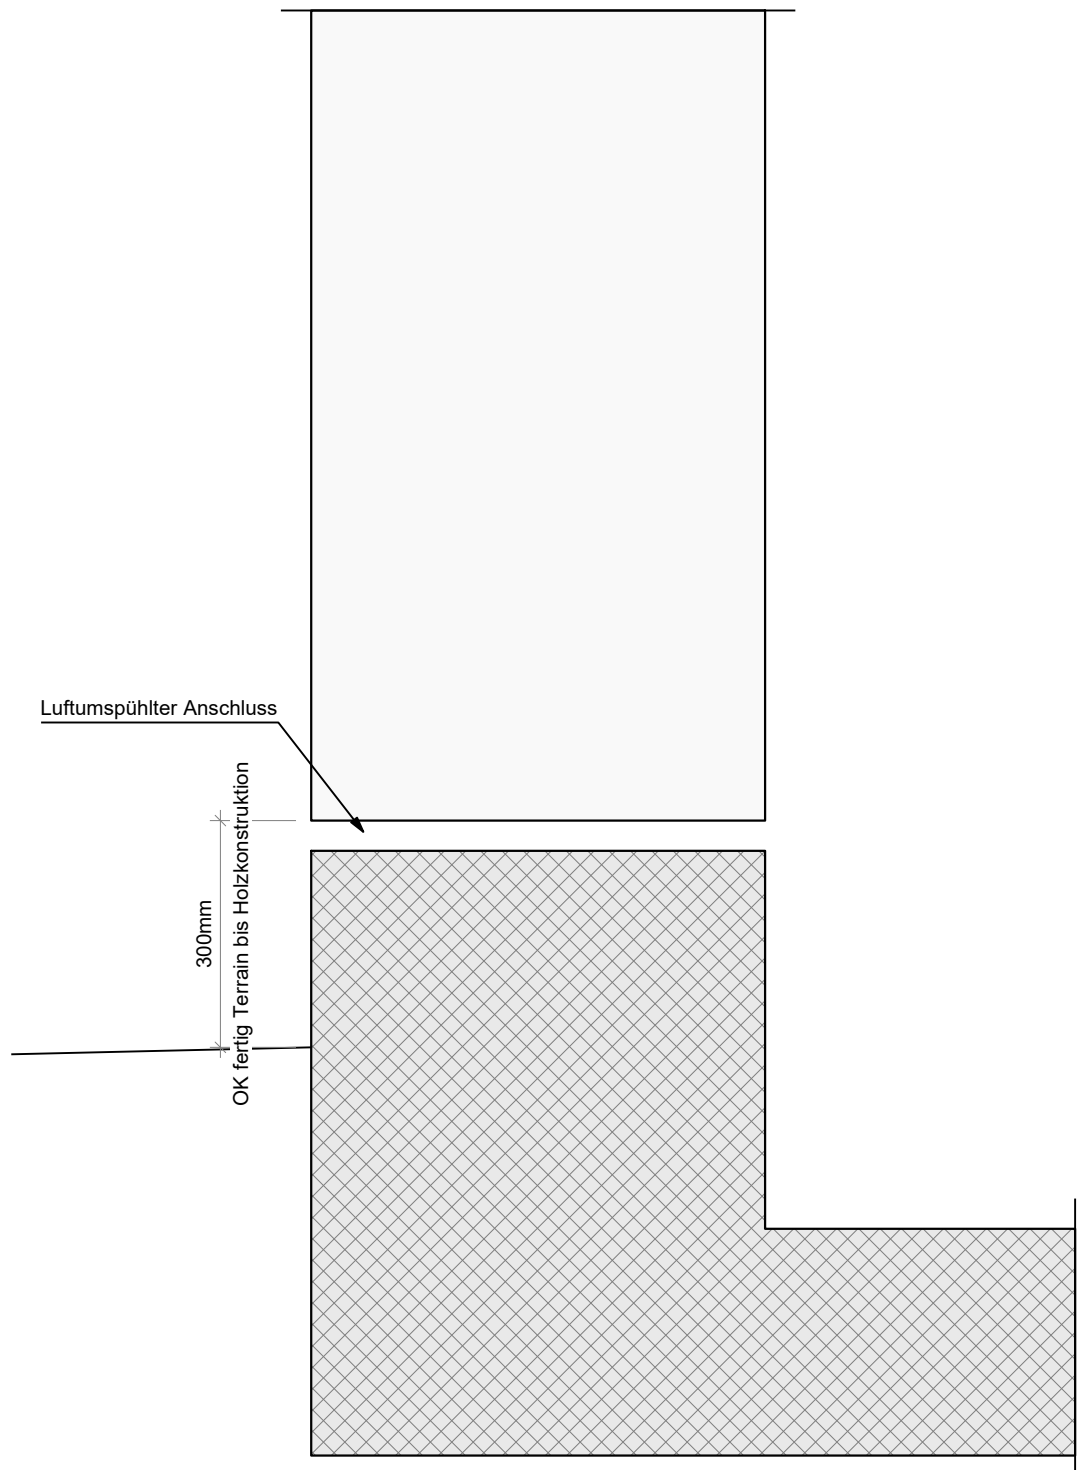 Luftumspühlter Anschluss
300mm
OK fertig Terrain bis Holzkonstruktion